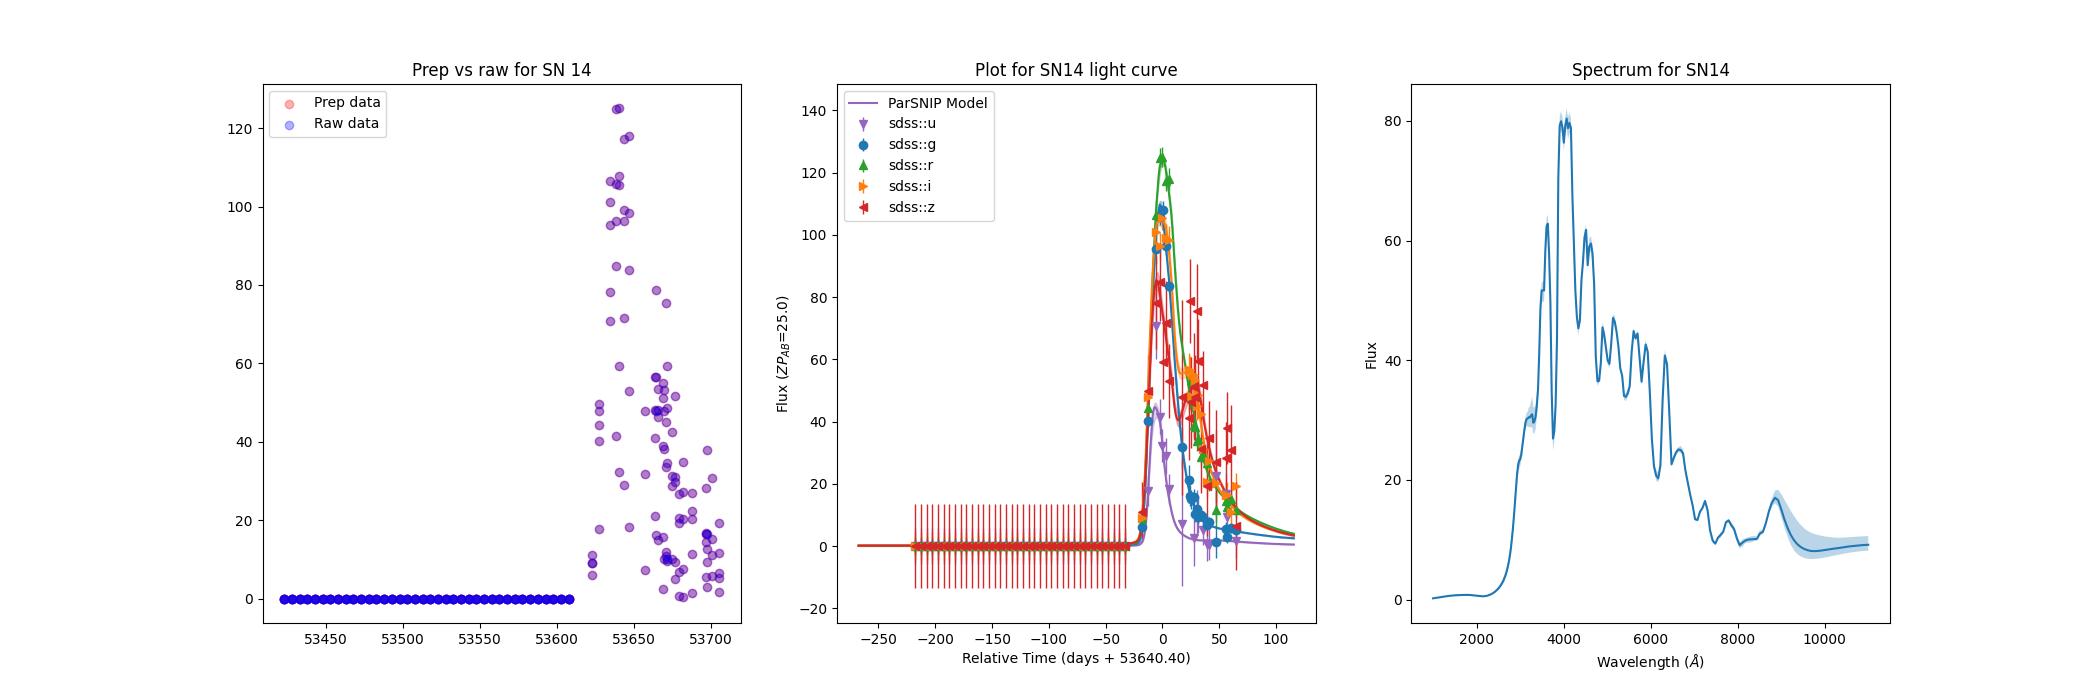 Prep vs raw for SN 14
Prep data
Raw data
120
100
80
60
40
20
0
53450
53500
53550
53600
53650
53700
Plot for SN14 light curve
ParSNIP Model
sdss::u
sdss::g
sdss::r
sdss::i
sdss::z
Flux (ZP_AB=25.0)
140
120
100
80
60
40
20
0
−20
−250
−200
−150
−100
−50
0
50
100
Relative Time (days + 53640.40)
Spectrum for SN14
Flux
80
60
40
20
0
2000
4000
6000
8000
10000
Wavelength (Å)